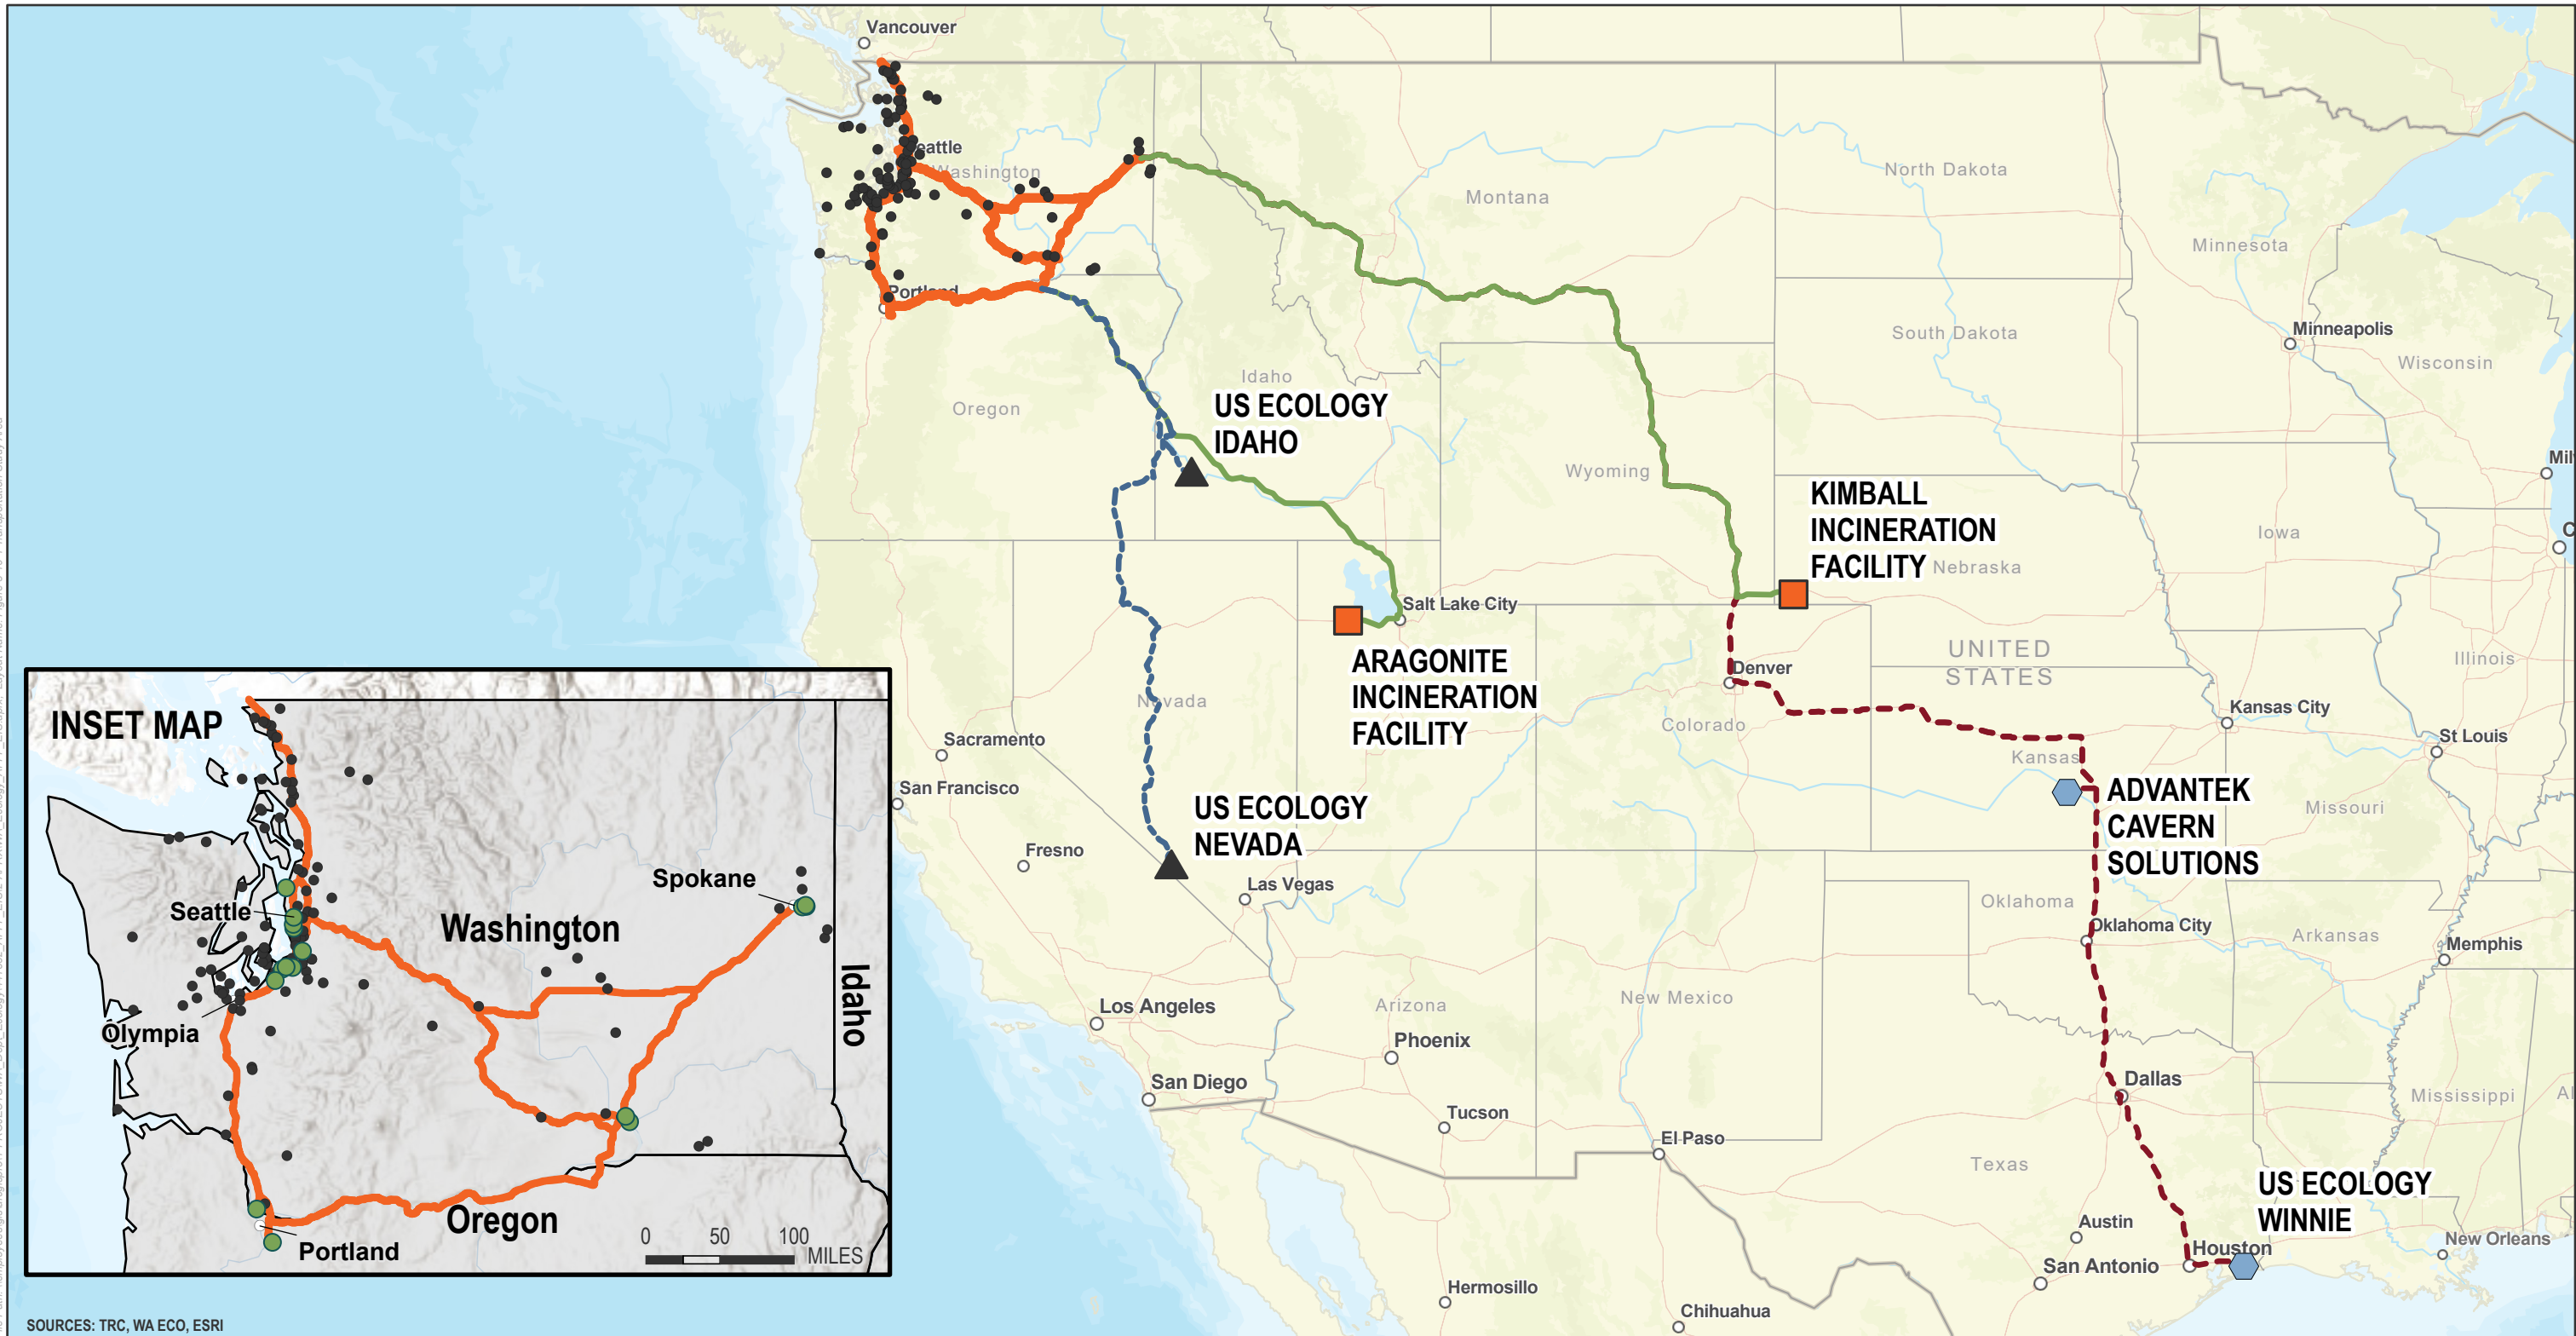 Vancouver
eattle
Washington
Portland
Montana
North Dakota
Minnesota
South Dakota
Minneapolis
Wisconsin
Idaho
Oregon
US ECOLOGY
IDAHO
Wyoming
KIMBALL
INCINERATION
FACILITY
Nebraska
Iowa
Mil
C
Salt Lake City
ARAGONITE
INCINERATION
FACILITY
Denver
UNITED
STATES
Illinois
Nevada
Colorado
Kansas City
St Louis
Kansas
Sacramento
San Francisco
US ECOLOGY
NEVADA
ADVANTEK
CAVERN
SOLUTIONS
Missouri
Fresno
Las Vegas
Oklahoma
Oklahoma City
Arkansas
Memphis
Los Angeles
Arizona
New Mexico
Phoenix
San Diego
Dallas
Mississippi
Al
Tucson
El Paso
Texas
US ECOLOGY
WINNIE
Austin
Houston
New Orleans
San Antonio
Hermosillo
Chihuahua
INSET MAP
Spokane
Seattle
Washington
Idaho
Olympia
Oregon
Portland
0 50 100
MILES
SOURCES: TRC, WA ECO, ESRI